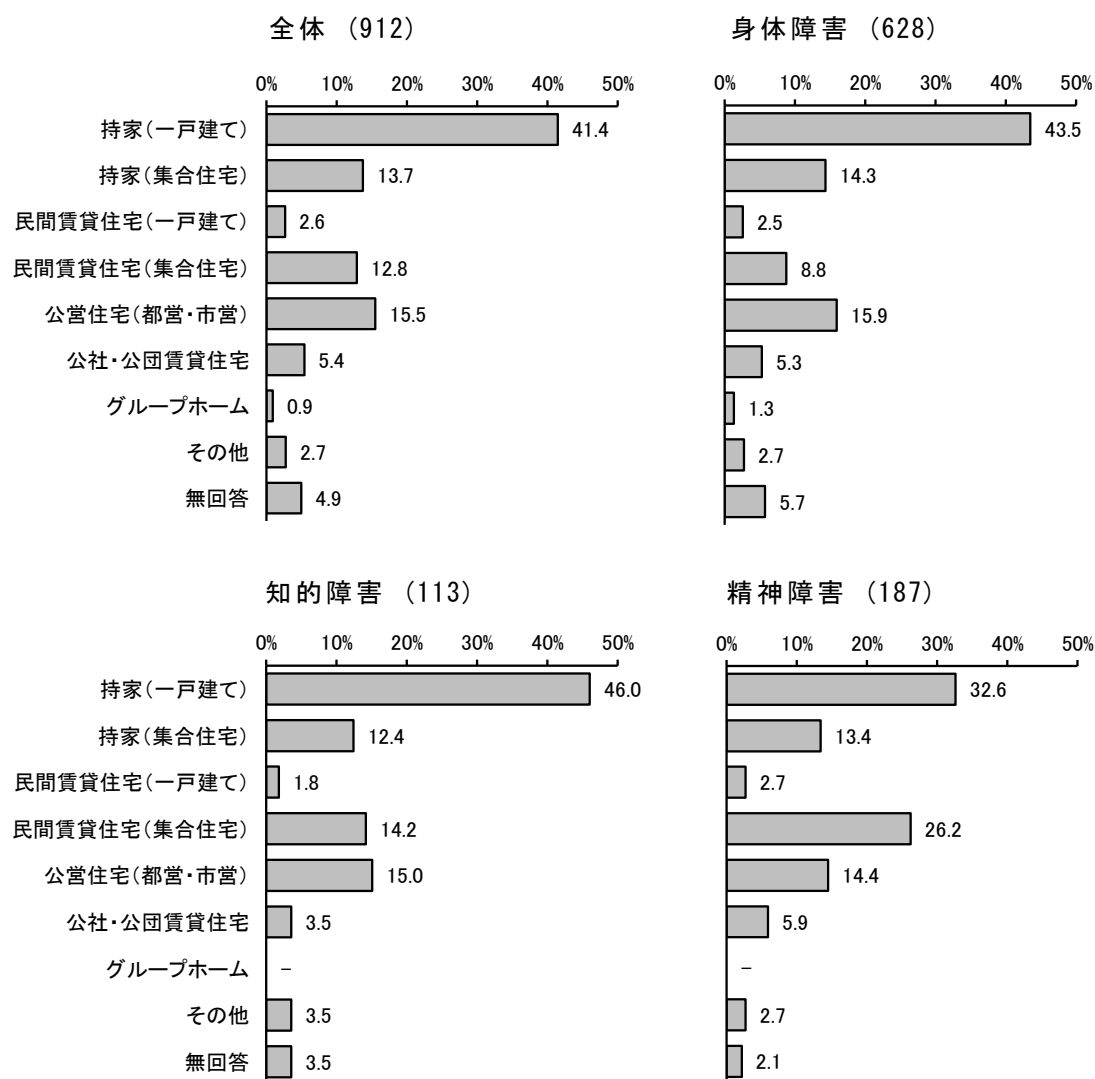 全体 (912)
0% 10% 20% 30% 40% 50%
持家(一戸建て) 41.4
持家(集合住宅) 13.7
民間賃貸住宅(一戸建て) 2.6
民間賃貸住宅(集合住宅) 12.8
公営住宅(都営・市営) 15.5
公社・公団賃貸住宅 5.4
グループホーム 0.9
その他 2.7
無回答 4.9
身体障害 (628)
0% 10% 20% 30% 40% 50%
43.5
14.3
2.5
8.8
15.9
5.3
1.3
2.7
5.7
知的障害 (113)
0% 10% 20% 30% 40% 50%
持家(一戸建て) 46.0
持家(集合住宅) 12.4
民間賃貸住宅(一戸建て) 1.8
民間賃貸住宅(集合住宅) 14.2
公営住宅(都営・市営) 15.0
公社・公団賃貸住宅 3.5
グループホーム -
その他 3.5
無回答 3.5
精神障害 (187)
0% 10% 20% 30% 40% 50%
32.6
13.4
2.7
26.2
14.4
5.9
-
2.7
2.1